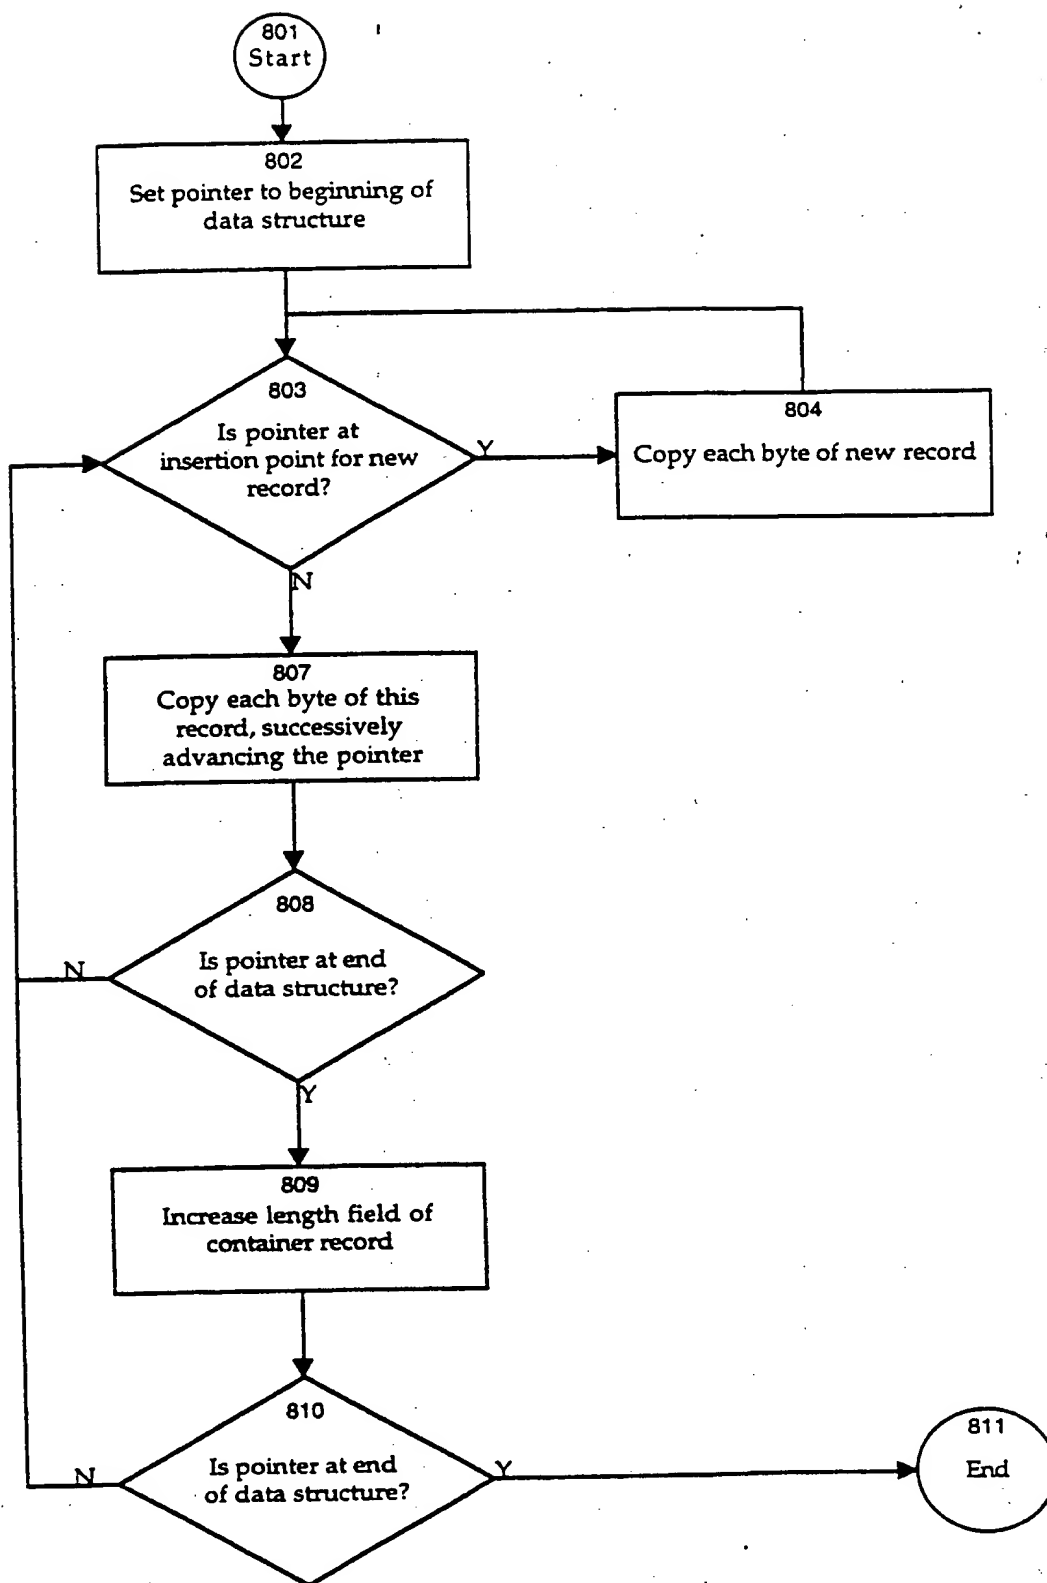 801
Start
802
Set pointer to beginning of
data structure
803
Is pointer at
insertion point for new
record?
Y
804
Copy each byte of new record
N
807
Copy each byte of this
record, successively
advancing the pointer
808
Is pointer at end
of data structure?
N
Y
809
Increase length field of
container record
810
Is pointer at end
of data structure?
N
Y
811
End